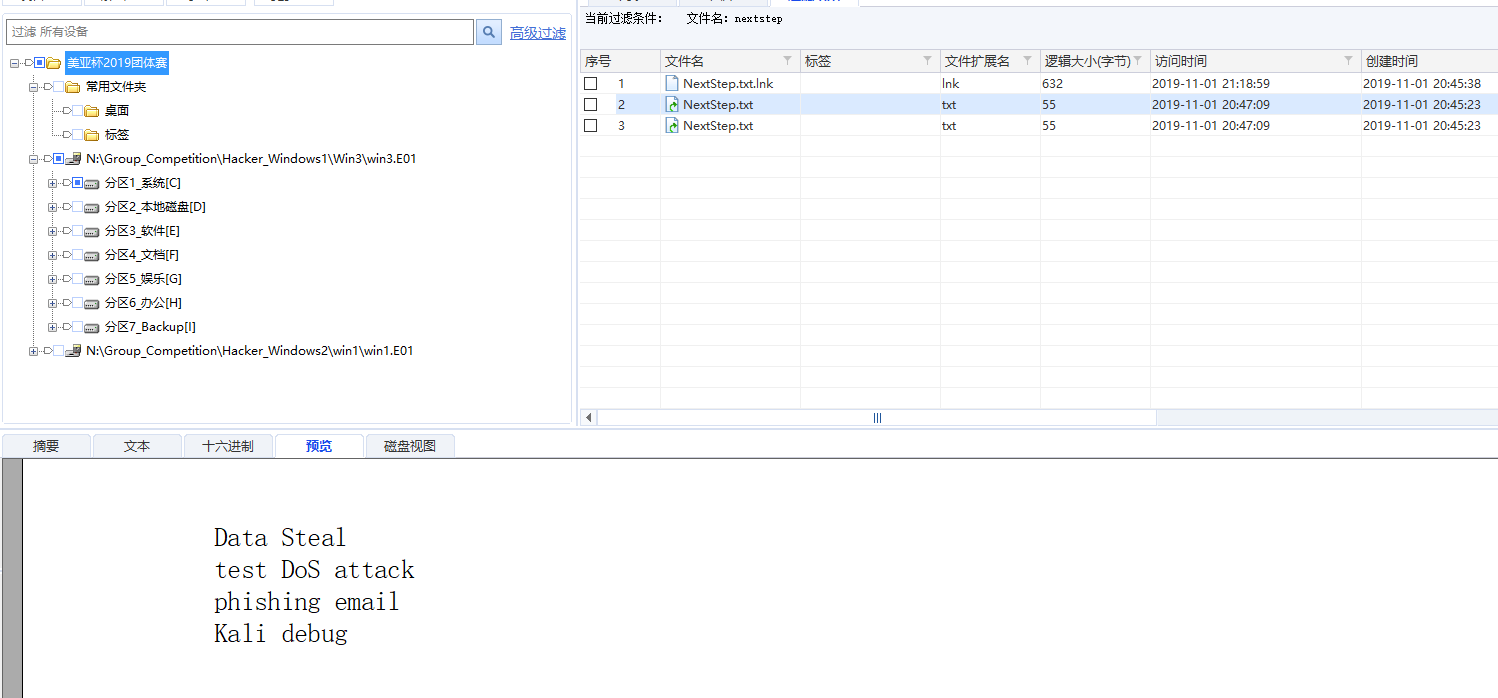 过滤 所有设备
高级过滤
美亚杯2019团体赛
常用文件夹
桌面
标签
N:\Group_Competition\Hacker_Windows1\Win3\win3.E01
分区1_系统[C]
分区2_本地磁盘[D]
分区3_软件[E]
分区4_文档[F]
分区5_娱乐[G]
分区6_办公[H]
分区7_Backup[I]
N:\Group_Competition\Hacker_Windows2\win1\win1.E01
当前过滤条件: 文件名: nextstep
序号 文件名 标签 文件扩展名 逻辑大小(字节) 访问时间 创建时间
1 NextStep.txt.lnk lnk 632 2019-11-01 21:18:59 2019-11-01 20:45:38
2 NextStep.txt txt 55 2019-11-01 20:47:09 2019-11-01 20:45:23
3 NextStep.txt txt 55 2019-11-01 20:47:09 2019-11-01 20:45:23
摘要 文本 十六进制 预览 磁盘视图
Data Steal
test DoS attack
phishing email
Kali debug